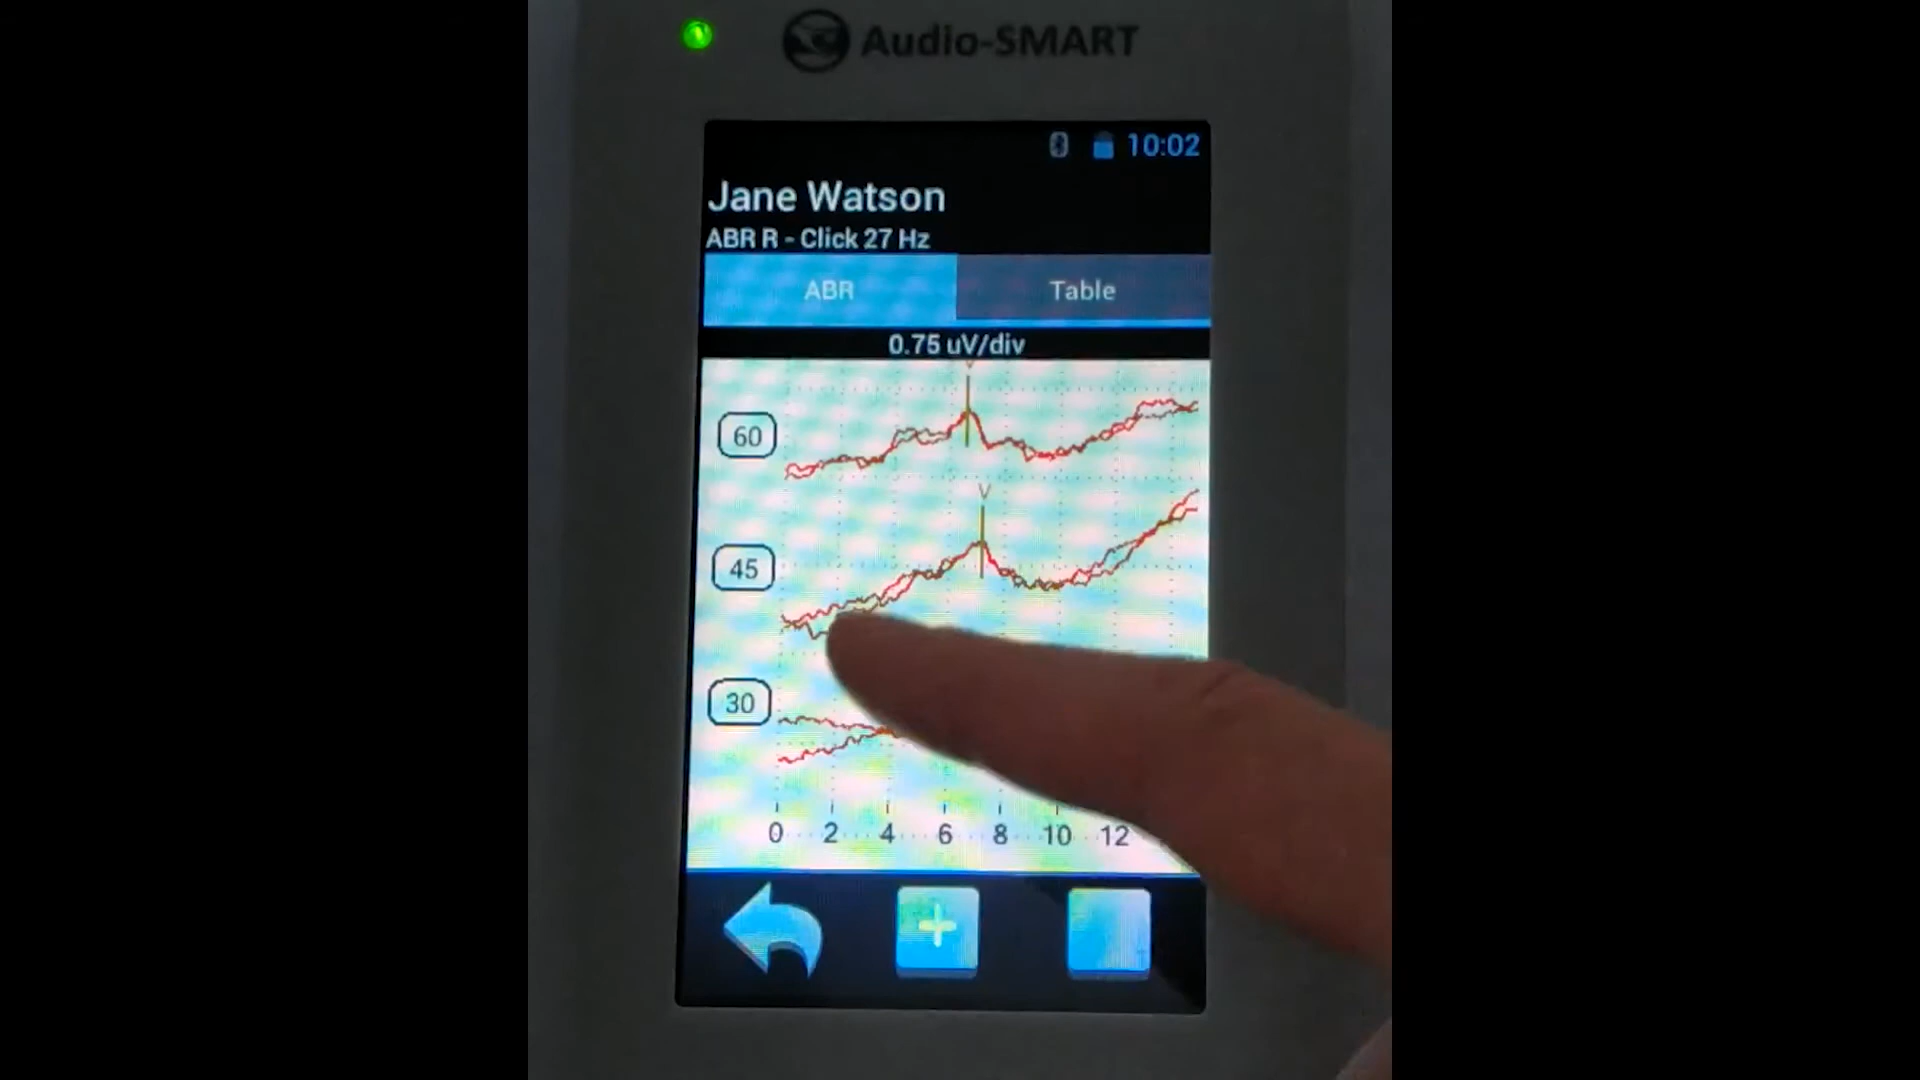 Audio-SMART
10:02
Jane Watson
ABR R - Click 27 Hz
ABR Table
0.75 uV/div
V
60
V
45
30
0 2 4 6 8 10 12